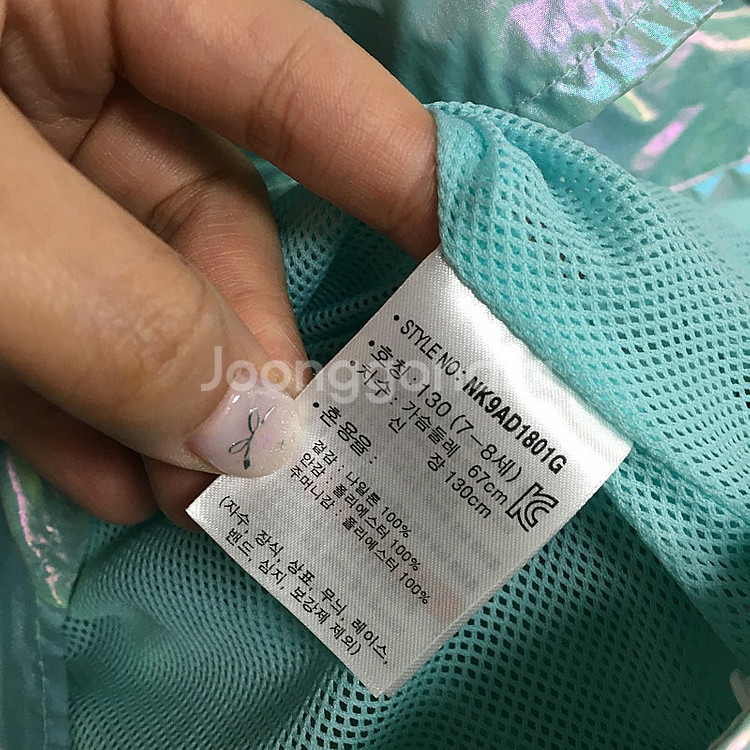 • STYLE NO : NK9AD1801G
• 호칭 : 130 (7-8세)
• 치수 : 가슴둘레 67cm
신 장 130cm
• 혼용율 :
겉감 : 나일론 100%
안감 : 폴리에스터 100%
주머니감 : 폴리에스터 100%
(자수, 장식, 상표, 무늬, 레이스,
밴드, 심지, 보강제 제외)